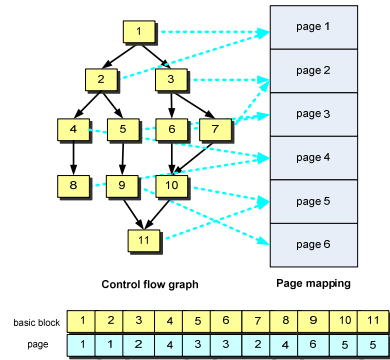 1
page 1
2
3
page 2
4
5
6
7
page 3
page 4
8
9
10
page 5
11
page 6
Control flow graph
Page mapping
basic block 1 2 3 4 5 6 7 8 9 10 11
page 1 1 2 4 3 3 2 4 6 5 5